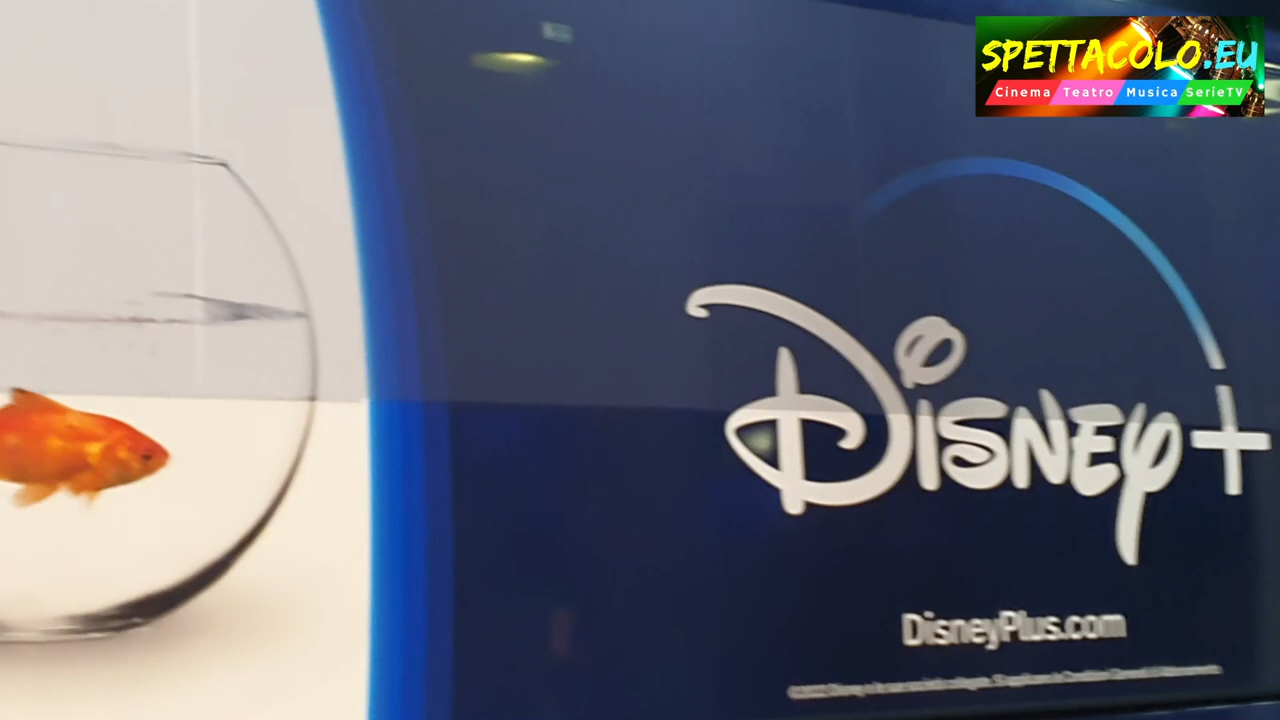 SPETTACOLO.EU
Cinema Teatro Musica SerieTV
Disney+
DisneyPlus.com